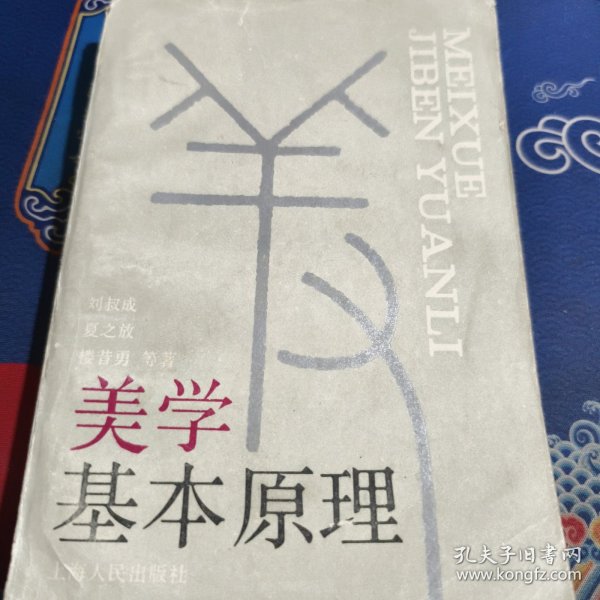 MEIXUE
JIBEN YUANLI
刘叔成
夏之放
楼昔勇 等著
美学
基本原理
上海人民出版社
孔夫子旧书网
www.kongfz.com